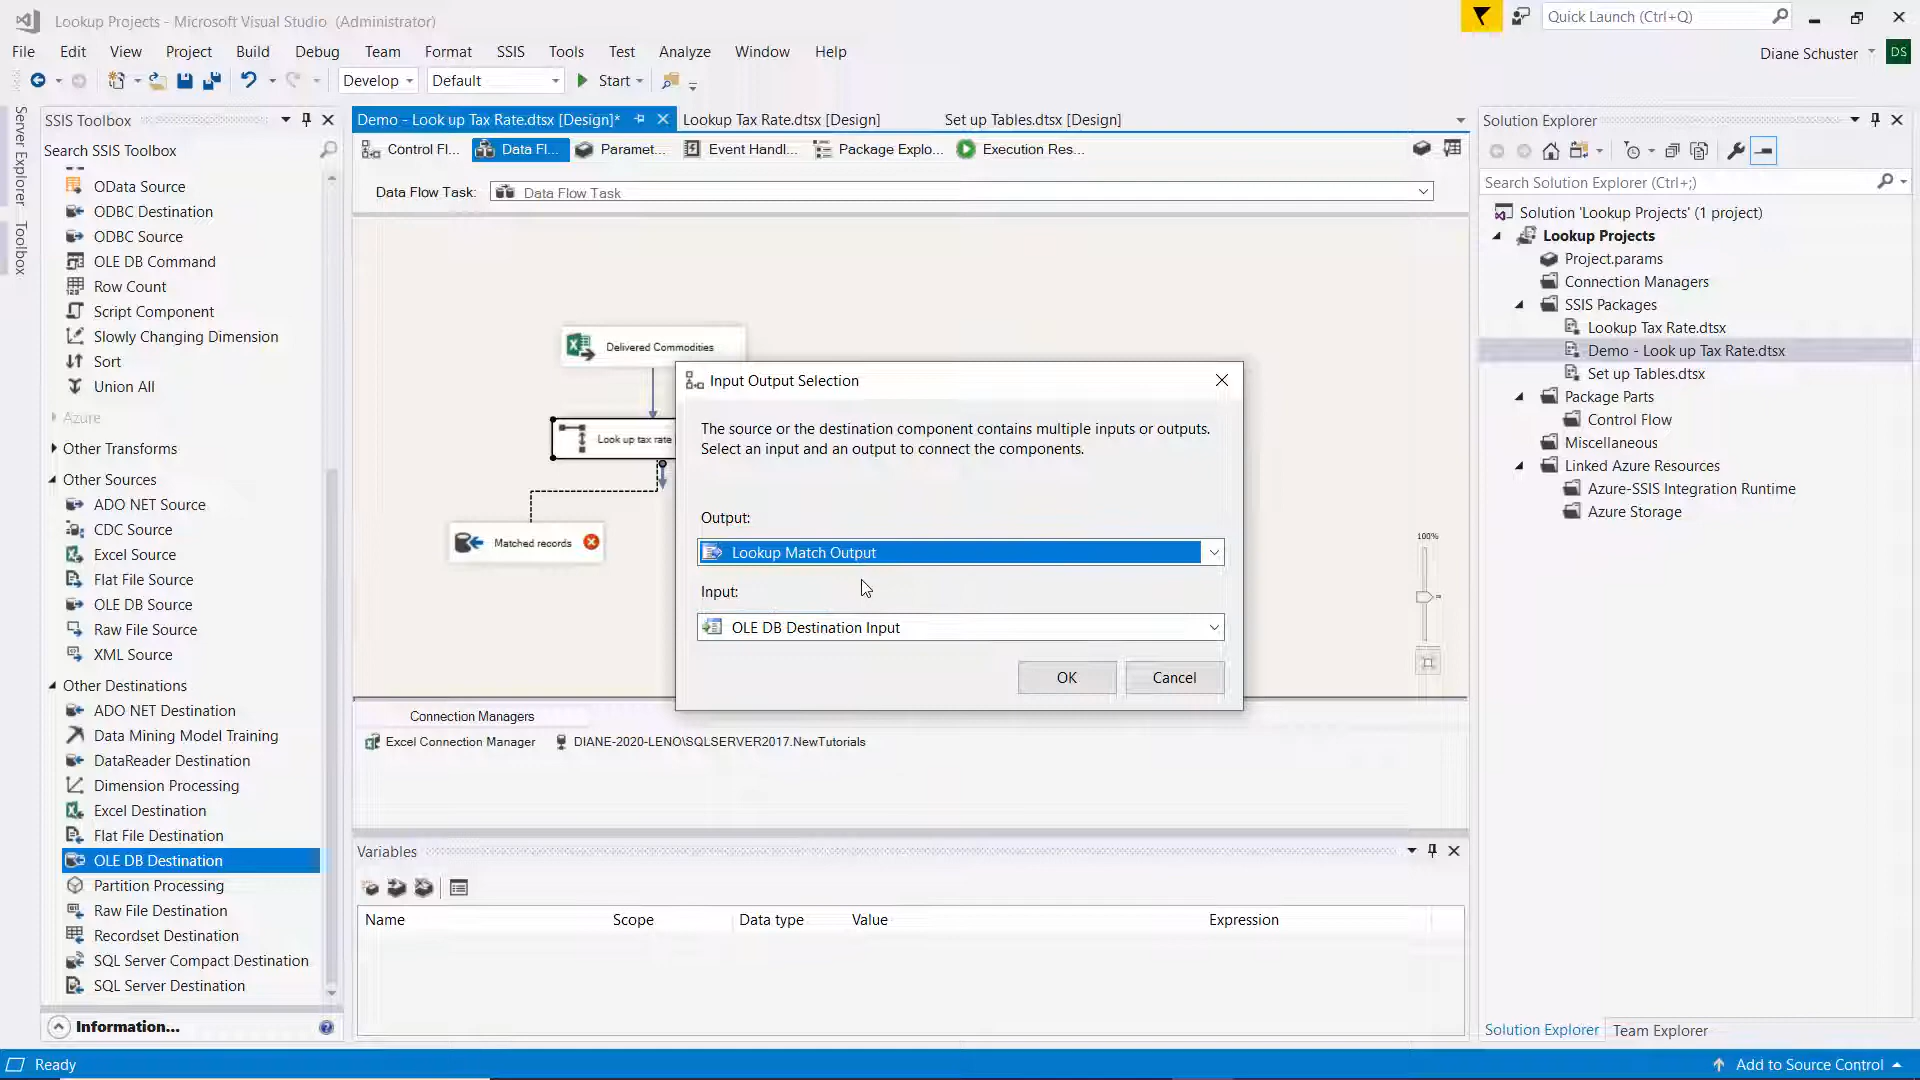 Lookup Projects - Microsoft Visual Studio (Administrator)
Quick Launch (Ctrl+Q)
File Edit View Project Build Debug Team Format SSIS Tools Test Analyze Window Help
Diane Schuster DS
Develop Default Start
Server Explorer
Toolbox
SSIS Toolbox
Search SSIS Toolbox
OData Source
ODBC Destination
ODBC Source
OLE DB Command
Row Count
Script Component
Slowly Changing Dimension
Sort
Union All
Azure
Other Transforms
Other Sources
ADO NET Source
CDC Source
Excel Source
Flat File Source
OLE DB Source
Raw File Source
XML Source
Other Destinations
ADO NET Destination
Data Mining Model Training
DataReader Destination
Dimension Processing
Excel Destination
Flat File Destination
OLE DB Destination
Partition Processing
Raw File Destination
Recordset Destination
SQL Server Compact Destination
SQL Server Destination
Information...
Demo - Look up Tax Rate.dtsx [Design]* Lookup Tax Rate.dtsx [Design] Set up Tables.dtsx [Design]
Control Fl... Data Fl... Paramet... Event Handl... Package Explo... Execution Res...
Data Flow Task: Data Flow Task
Delivered Commodities
Look up tax rate
Matched records
Input Output Selection
The source or the destination component contains multiple inputs or outputs.
Select an input and an output to connect the components.
Output:
Lookup Match Output
Input:
OLE DB Destination Input
OK Cancel
100%
Connection Managers
Excel Connection Manager DIANE-2020-LENO\SQLSERVER2017.NewTutorials
Variables
Name Scope Data type Value Expression
Solution Explorer
Search Solution Explorer (Ctrl+;)
Solution 'Lookup Projects' (1 project)
Lookup Projects
Project.params
Connection Managers
SSIS Packages
Lookup Tax Rate.dtsx
Demo - Look up Tax Rate.dtsx
Set up Tables.dtsx
Package Parts
Control Flow
Miscellaneous
Linked Azure Resources
Azure-SSIS Integration Runtime
Azure Storage
Solution Explorer Team Explorer
Ready
Add to Source Control